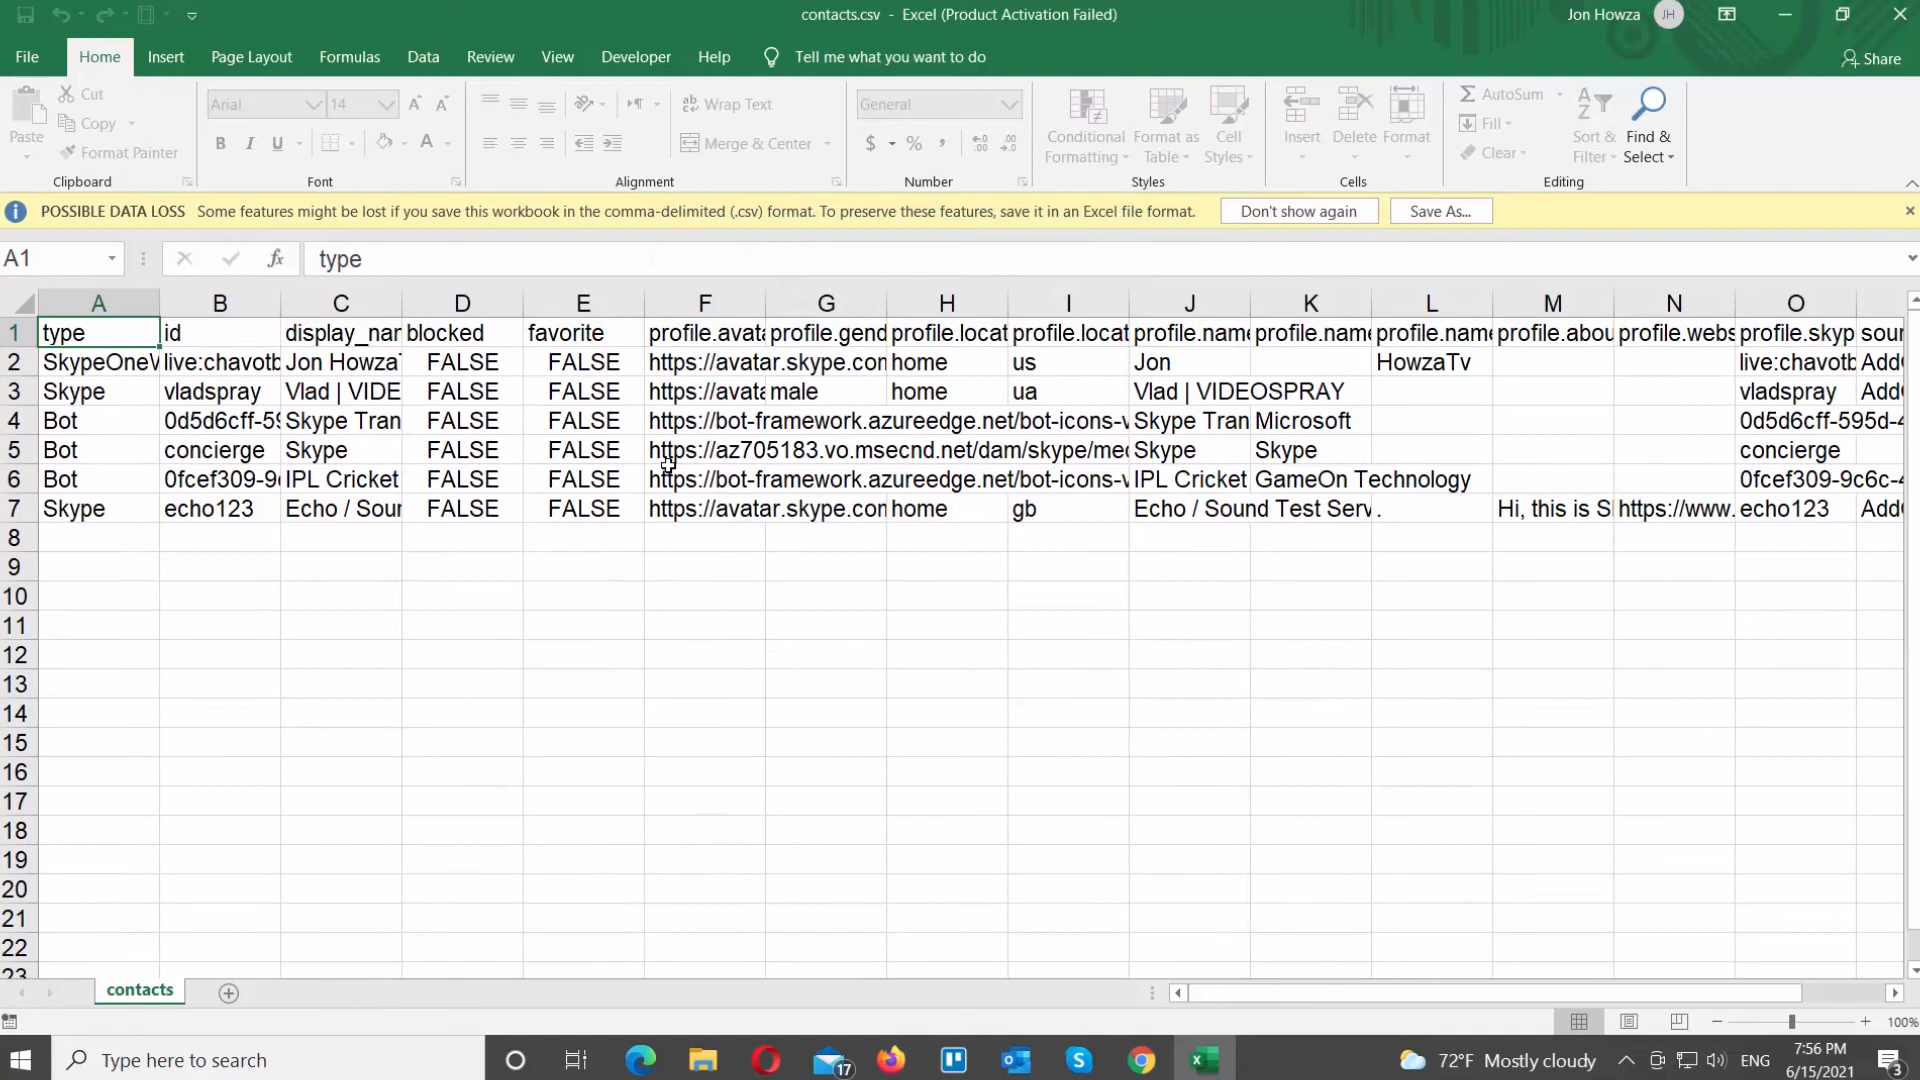 contacts.csv - Excel (Product Activation Failed)
Jon Howza JH
File Home Insert Page Layout Formulas Data Review View Developer Help Tell me what you want to do Share
Paste Cut Copy Format Painter
Clipboard
Arial 14
B I U
Font
Wrap Text
Merge & Center
Alignment
General
$ % ,
Number
Conditional Formatting
Format as Table
Cell Styles
Styles
Insert Delete Format
Cells
AutoSum
Fill
Clear
Sort & Filter
Find & Select
Editing
POSSIBLE DATA LOSS Some features might be lost if you save this workbook in the comma-delimited (.csv) format. To preserve these features, save it in an Excel file format. Don't show again Save As...
A1 fx type
A B C D E F G H I J K L M N O
1 type id display_nam blocked favorite profile.avata profile.gend profile.locat profile.locat profile.name profile.name profile.name profile.abou profile.webs profile.skyp sour
2 SkypeOneW live:chavotb Jon HowzaT FALSE FALSE https://avatar.skype.con home us Jon HowzaTv live:chavotb Add
3 Skype vladspray Vlad | VIDE FALSE FALSE https://avata male home ua Vlad | VIDEOSPRAY vladspray Add
4 Bot 0d5d6cff-59 Skype Tran FALSE FALSE https://bot-framework.azureedge.net/bot-icons-v Skype Tran Microsoft 0d5d6cff-595d-4
5 Bot concierge Skype FALSE FALSE https://az705183.vo.msecnd.net/dam/skype/med Skype Skype concierge
6 Bot 0fcef309-9c IPL Cricket FALSE FALSE https://bot-framework.azureedge.net/bot-icons-v IPL Cricket GameOn Technology 0fcef309-9c6c-4
7 Skype echo123 Echo / Soun FALSE FALSE https://avatar.skype.con home gb Echo / Sound Test Serv . Hi, this is S https://www. echo123 Add
8
9
10
11
12
13
14
15
16
17
18
19
20
21
22
23
contacts
100%
Type here to search 17 72°F Mostly cloudy ENG 7:56 PM
6/15/2021 3